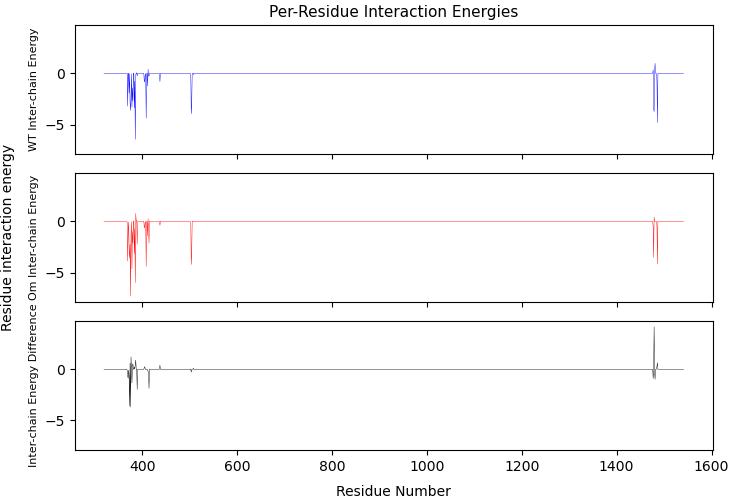 Per-Residue Interaction Energies
Residue interaction energy
WT Inter-chain Energy
0
−5
Om Inter-chain Energy
0
−5
Inter-chain Energy Difference
0
−5
400
600
800
1000
1200
1400
1600
Residue Number